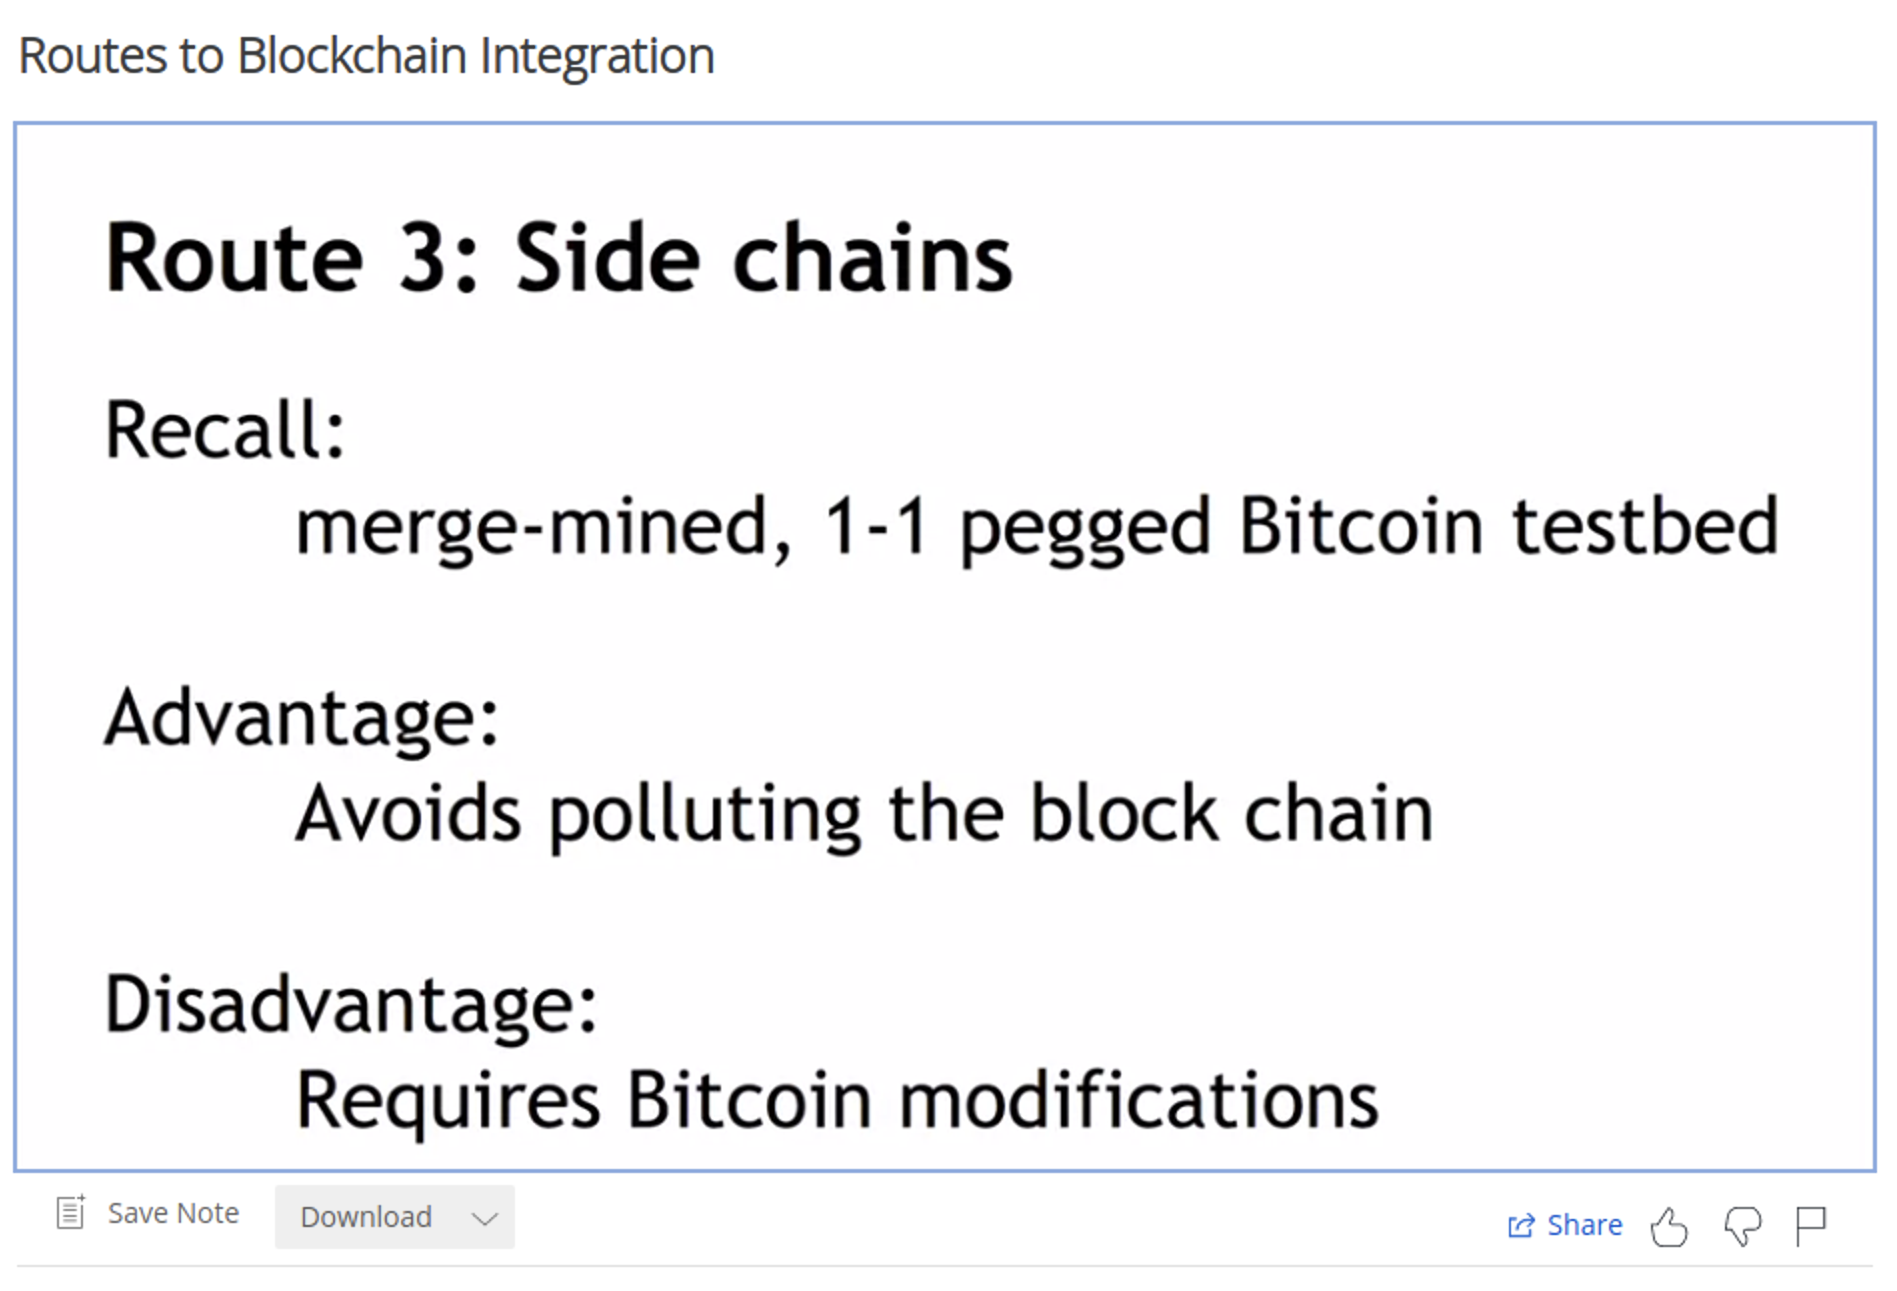 Routes to Blockchain Integration
Route 3: Side chains
Recall:
merge-mined, 1-1 pegged Bitcoin testbed
Advantage:
Avoids polluting the block chain
Disadvantage:
Requires Bitcoin modifications
Save Note
Download
Share